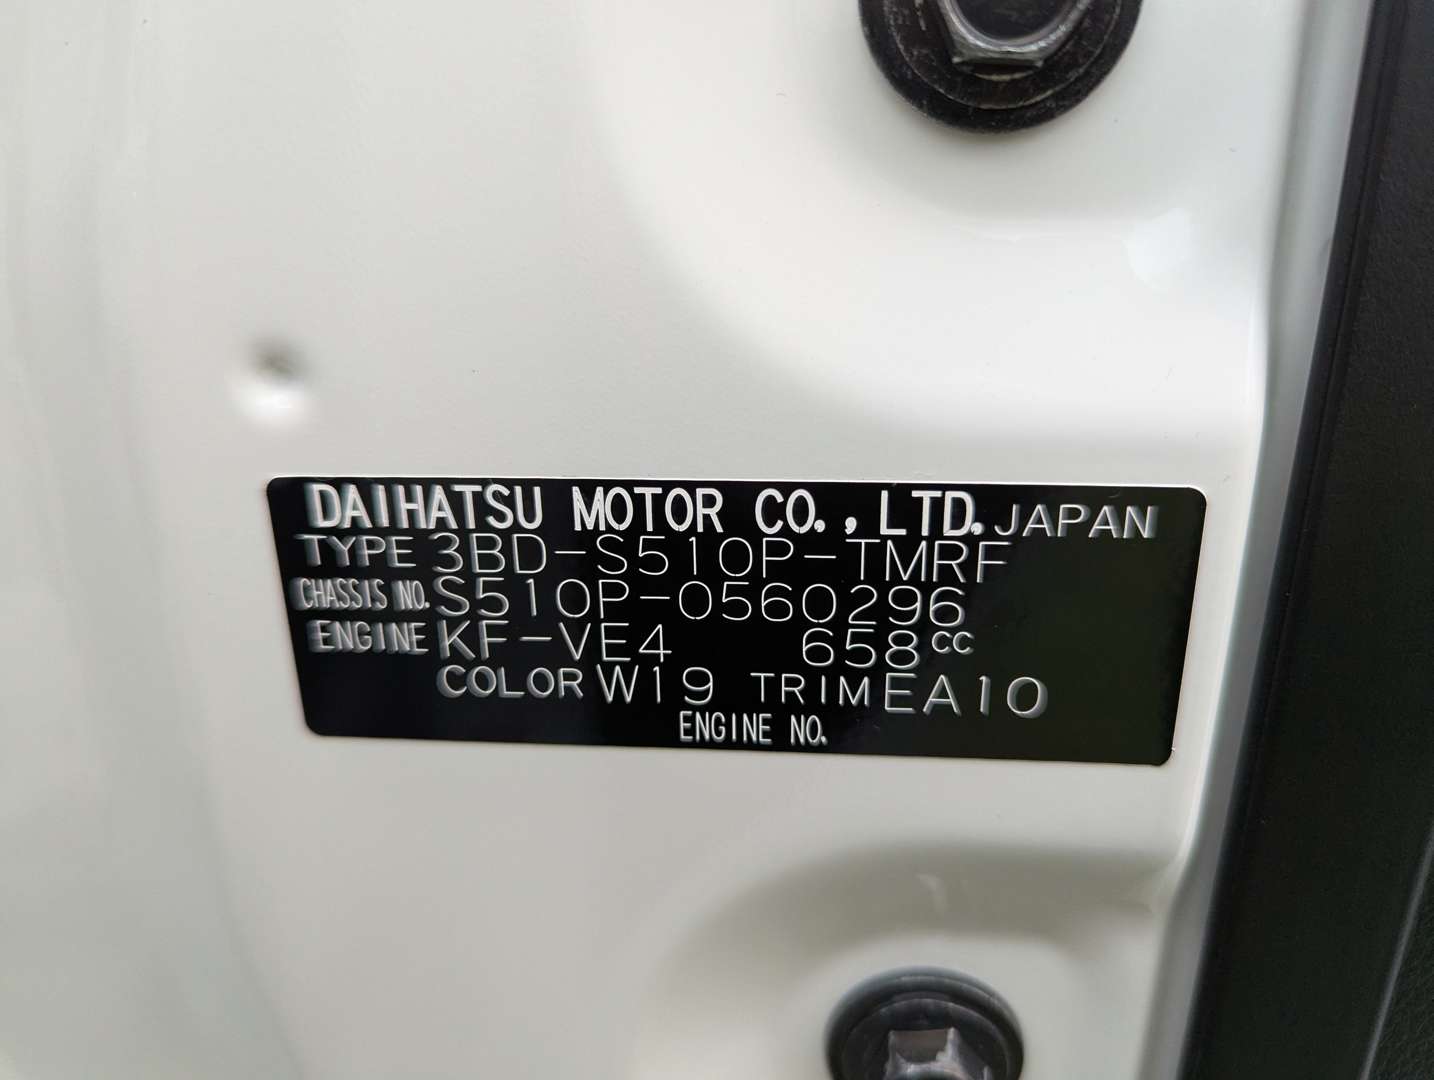 DAIHATSU MOTOR CO., LTD. JAPAN
TYPE 3BD-S510P-TMRF
CHASSIS NO. S510P-0560296
ENGINE KF-VE4 658cc
COLOR W19 TRIM EA10
ENGINE NO.